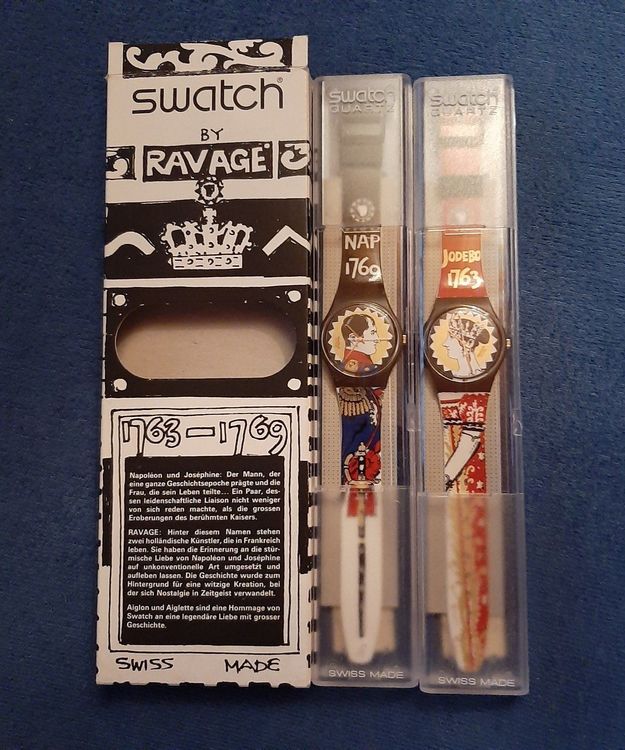 swatch®
BY
RAVAGE
1763-1769
Napoléon und Joséphine: Der Mann, der
eine ganze Geschichtsepoche prägte und die
Frau, die sein Leben teilte... Ein Paar, des-
sen leidenschaftliche Liaison nicht weniger
von sich reden machte, als die grossen
Eroberungen des berühmten Kaisers.
RAVAGE: Hinter diesem Namen stehen
zwei holländische Künstler, die in Frankreich
leben. Sie haben die Erinnerung an die stür-
mische Liebe von Napoléon und Joséphine
auf unkonventionelle Art umgesetzt und
aufleben lassen. Die Geschichte wurde zum
Hintergrund für eine witzige Kreation, bei
der sich Nostalgie in Zeitgeist verwandelt.
Aiglon und Aiglette sind eine Hommage von
Swatch an eine legendäre Liebe mit grosser
Geschichte.
SWISS MADE
swatch
QUARTZ
NAP
1769
SWISS MADE
swatch
QUARTZ
JODEBO
1763
SWISS MADE